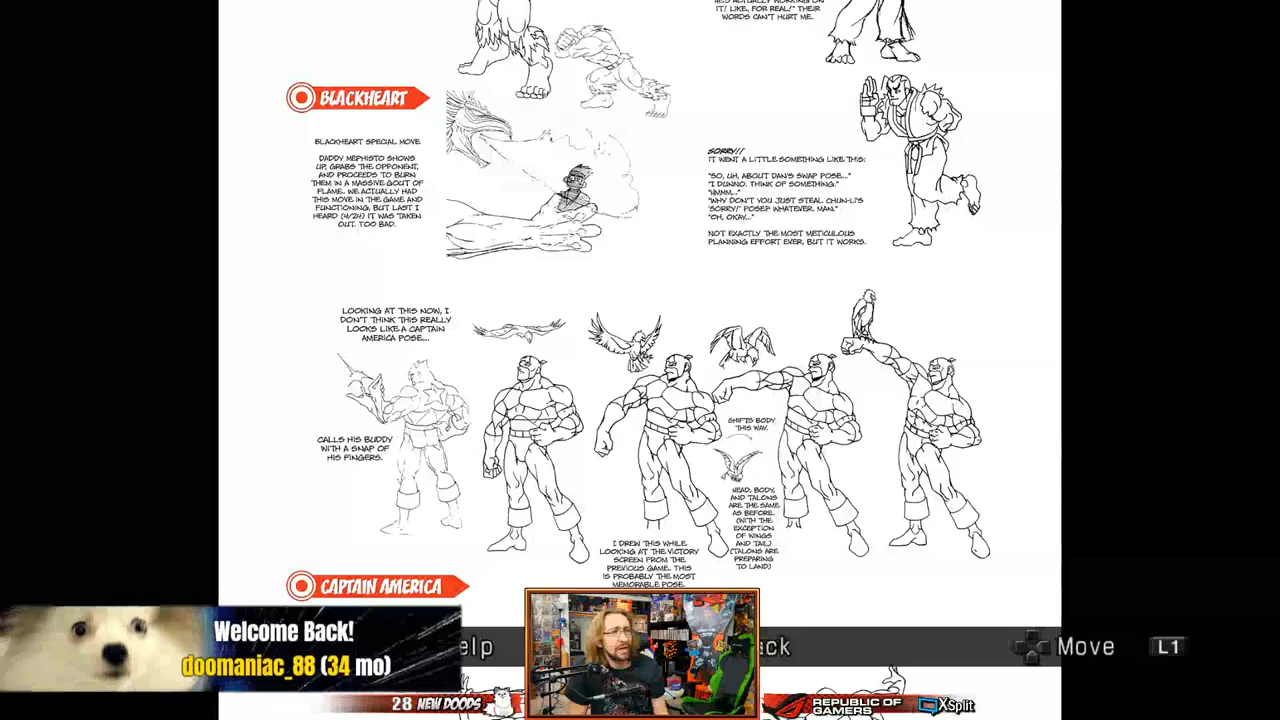 HE'S ACTUALLY WORKING ON
IT! LIKE, FOR REAL!" THEIR
WORDS CAN'T HURT ME.
BLACKHEART
BLACKHEART SPECIAL MOVE
DADDY MEPHISTO SHOWS
UP, GRABS THE OPPONENT,
AND PROCEEDS TO BURN
THEM IN A MASSIVE GOUT OF
FLAME. WE ACTUALLY HAD
THIS MOVE IN THE GAME AND
FUNCTIONING, BUT LAST I
HEARD (4/24) IT WAS TAKEN
OUT. TOO BAD.
SORRY!!
IT WENT A LITTLE SOMETHING LIKE THIS:
"SO, UH, ABOUT DAN'S SWAP POSE..."
"I DUNNO. THINK OF SOMETHING."
"HMMM..."
"WHY DON'T YOU JUST STEAL CHUN-LI'S
'SORRY!' POSE? WHATEVER, MAN."
"OH, OKAY..."
NOT EXACTLY THE MOST METICULOUS
PLANNING EFFORT EVER, BUT IT WORKS.
LOOKING AT THIS NOW, I
DON'T THINK THIS REALLY
LOOKS LIKE A CAPTAIN
AMERICA POSE...
CALLS HIS BUDDY
WITH A SNAP OF
HIS FINGERS.
SHIFTS BODY
THIS WAY.
HEAD, BODY,
AND TALONS
ARE THE SAME
AS BEFORE.
(WITH THE
EXCEPTION
OF WINGS
AND TAIL)
(TALONS ARE
PREPARING
TO LAND)
I DREW THIS WHILE
LOOKING AT THE VICTORY
SCREEN FROM THE
PREVIOUS GAME. THIS
IS PROBABLY THE MOST
MEMORABLE POSE.
CAPTAIN AMERICA
Welcome Back!
doomaniac_88 (34 mo)
elp
ck
Move
L1
28 NEW DOODS
REPUBLIC OF
GAMERS
XSplit